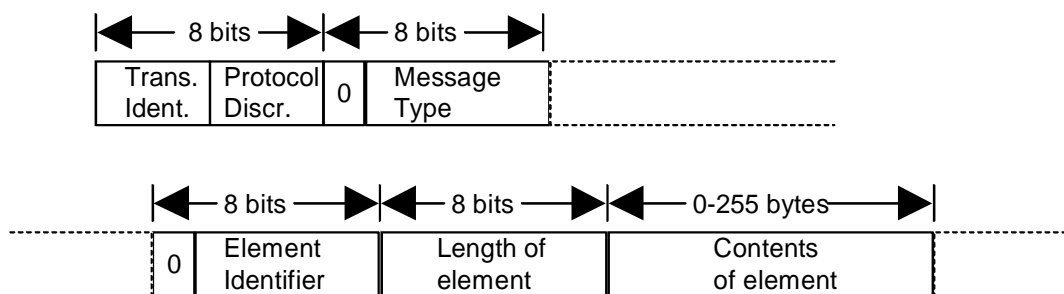 8 bits 8 bits
Trans. Protocol 0 Message
Ident. Discr. Type
8 bits 8 bits 0-255 bytes
0 Element Length of Contents
Identifier element of element